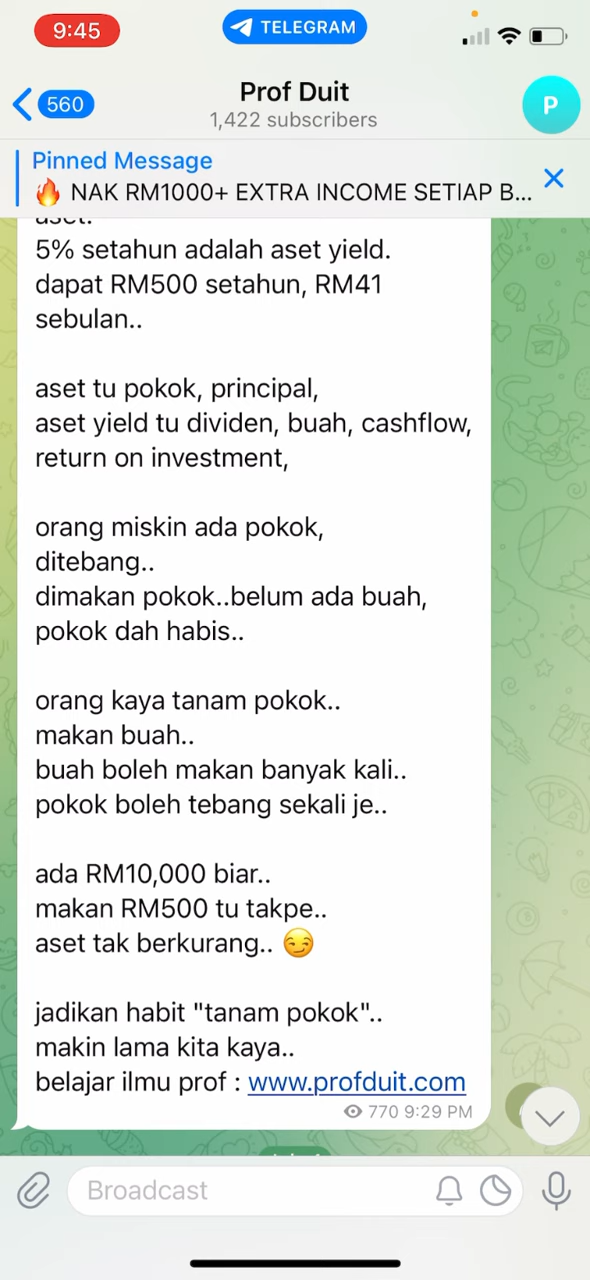 9:45
TELEGRAM
560
Prof Duit
1,422 subscribers
P
Pinned Message
🔥 NAK RM1000+ EXTRA INCOME SETIAP B...
aset.
5% setahun adalah aset yield.
dapat RM500 setahun, RM41
sebulan..
aset tu pokok, principal,
aset yield tu dividen, buah, cashflow,
return on investment,
orang miskin ada pokok,
ditebang..
dimakan pokok..belum ada buah,
pokok dah habis..
orang kaya tanam pokok..
makan buah..
buah boleh makan banyak kali..
pokok boleh tebang sekali je..
ada RM10,000 biar..
makan RM500 tu takpe..
aset tak berkurang.. 😏
jadikan habit "tanam pokok"..
makin lama kita kaya..
belajar ilmu prof : www.profduit.com
770 9:29 PM
Broadcast